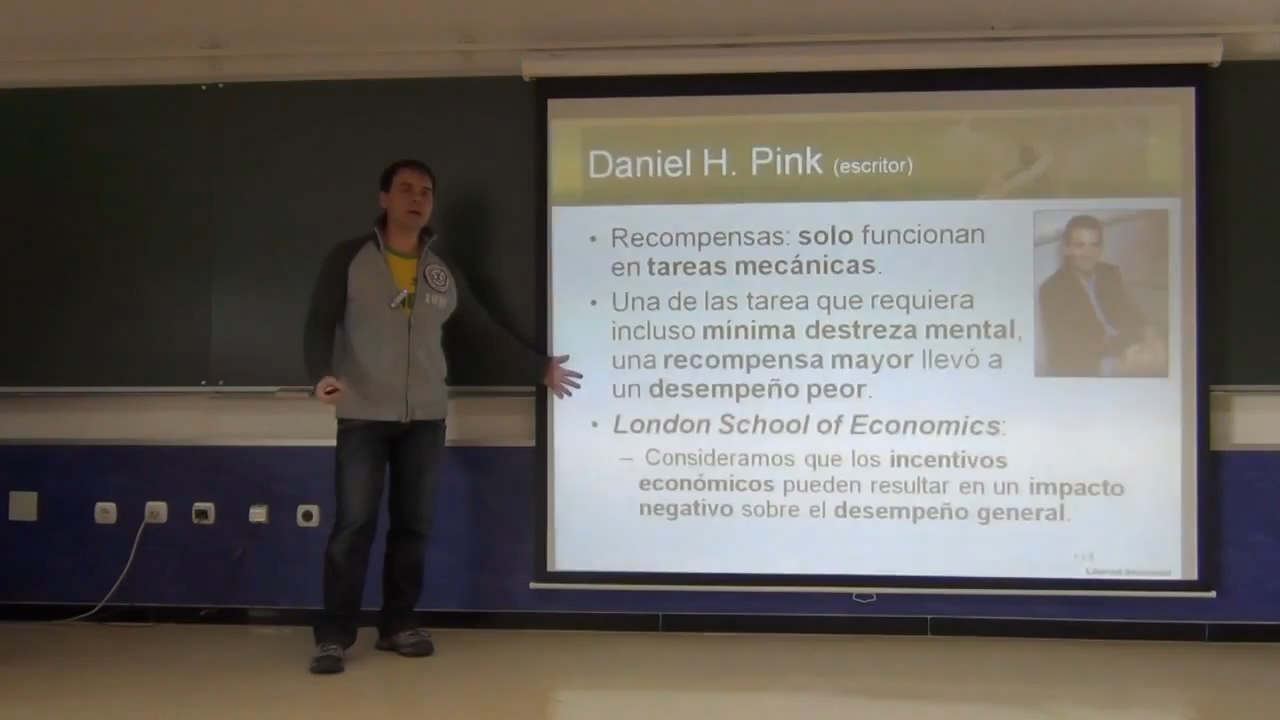 Daniel H. Pink (escritor)
• Recompensas: solo funcionan
en tareas mecánicas.
• Una de las tarea que requiera
incluso mínima destreza mental,
una recompensa mayor llevó a
un desempeño peor.
• London School of Economics:
– Consideramos que los incentivos
económicos pueden resultar en un impacto
negativo sobre el desempeño general.